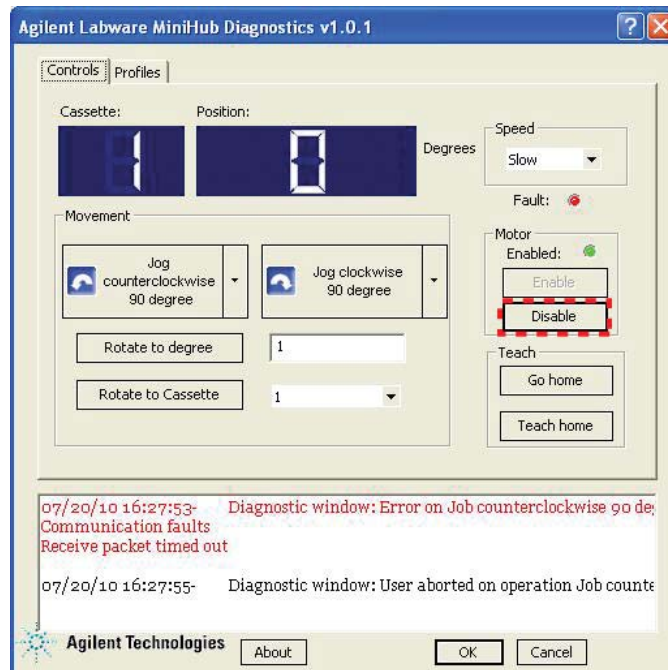 Agilent Labware MiniHub Diagnostics v1.0.1
Controls Profiles
Cassette: Position:
1 0 Degrees
Speed
Slow
Fault:
Movement
Jog counterclockwise 90 degree
Jog clockwise 90 degree
Motor
Enabled:
Enable
Disable
Rotate to degree 1
Rotate to Cassette 1
Teach
Go home
Teach home
07/20/10 16:27:53- Diagnostic window: Error on Job counterclockwise 90 de
Communication faults
Receive packet timed out
07/20/10 16:27:55- Diagnostic window: User aborted on operation Job counte
Agilent Technologies
About OK Cancel